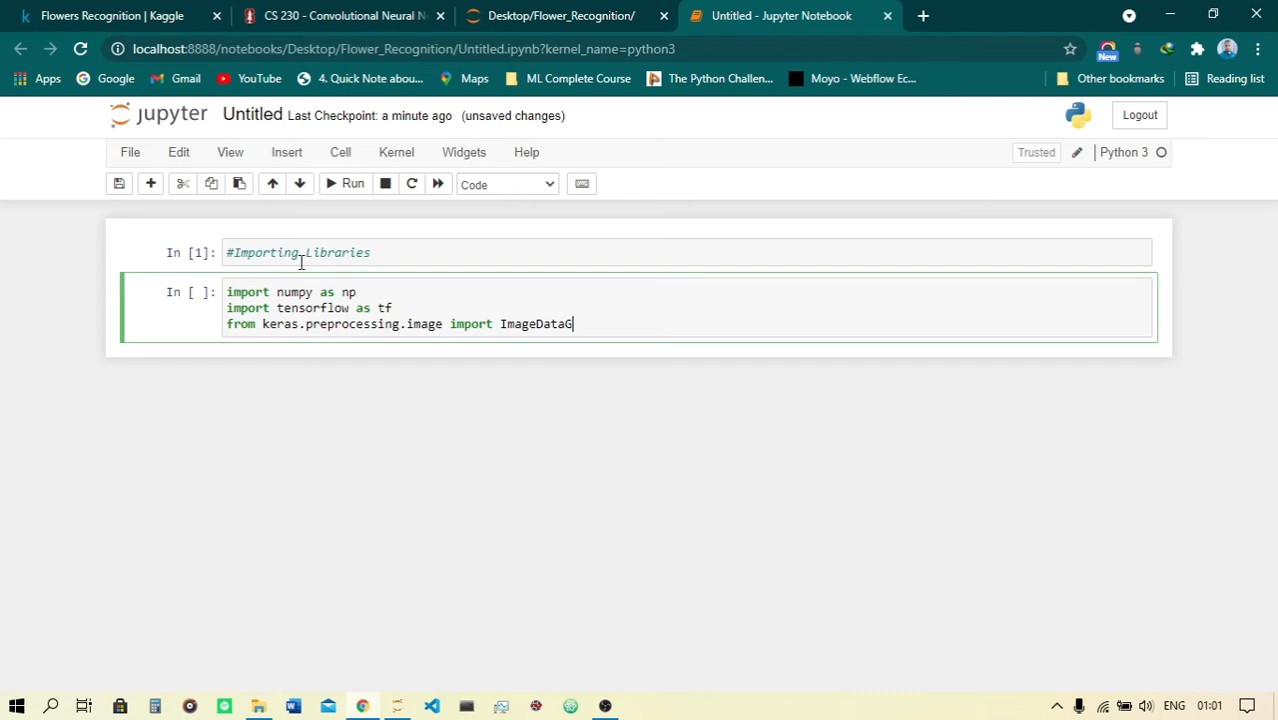 Flowers Recognition | Kaggle
CS 230 - Convolutional Neural N
Desktop/Flower_Recognition/
Untitled - Jupyter Notebook
localhost:8888/notebooks/Desktop/Flower_Recognition/Untitled.ipynb?kernel_name=python3
New
Apps
Google
Gmail
YouTube
4. Quick Note abou...
Maps
ML Complete Course
The Python Challen...
Moyo - Webflow Ec...
Other bookmarks
Reading list
jupyter Untitled Last Checkpoint: a minute ago (unsaved changes)
Logout
File Edit View Insert Cell Kernel Widgets Help
Trusted
Python 3
Run
Code
In [1]: #Importing Libraries
In [ ]: import numpy as np
import tensorflow as tf
from keras.preprocessing.image import ImageDataG
ENG 01:01